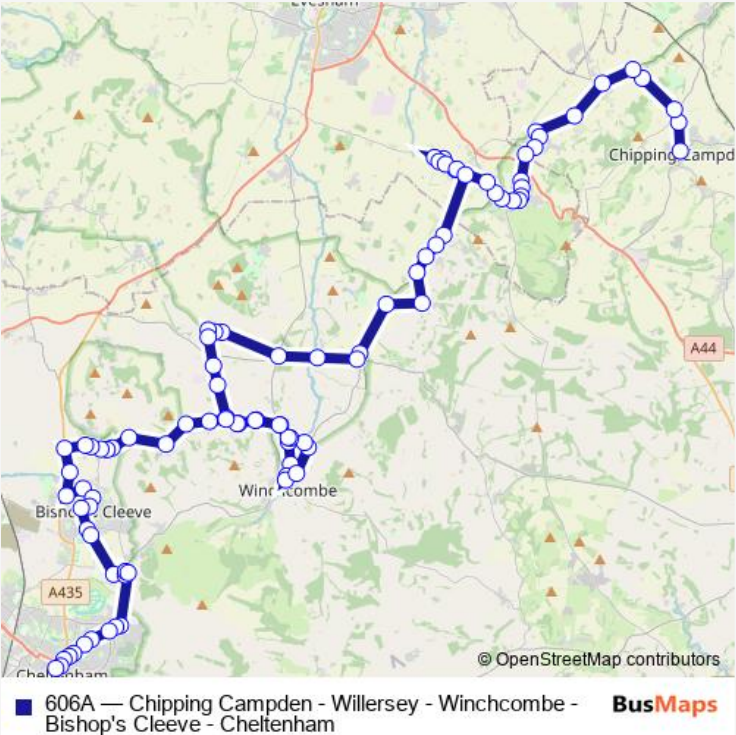 Evesham
Chipping Campd
A44
Winchcombe
Bishop's Cleeve
A435
Cheltenham
© OpenStreetMap contributors
606A — Chipping Campden - Willersey - Winchcombe -
Bishop's Cleeve - Cheltenham
BusMaps